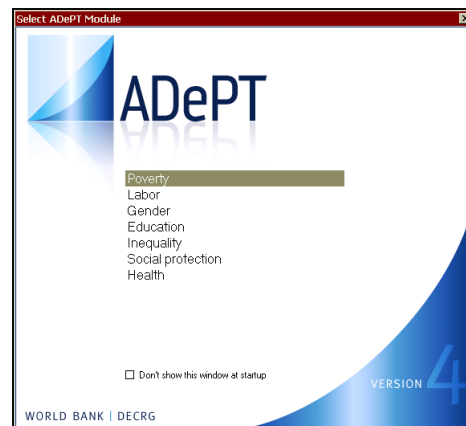 Select ADePT Module
ADePT
Poverty
Labor
Gender
Education
Inequality
Social protection
Health
Don't show this window at startup
VERSION 4
WORLD BANK | DECRG